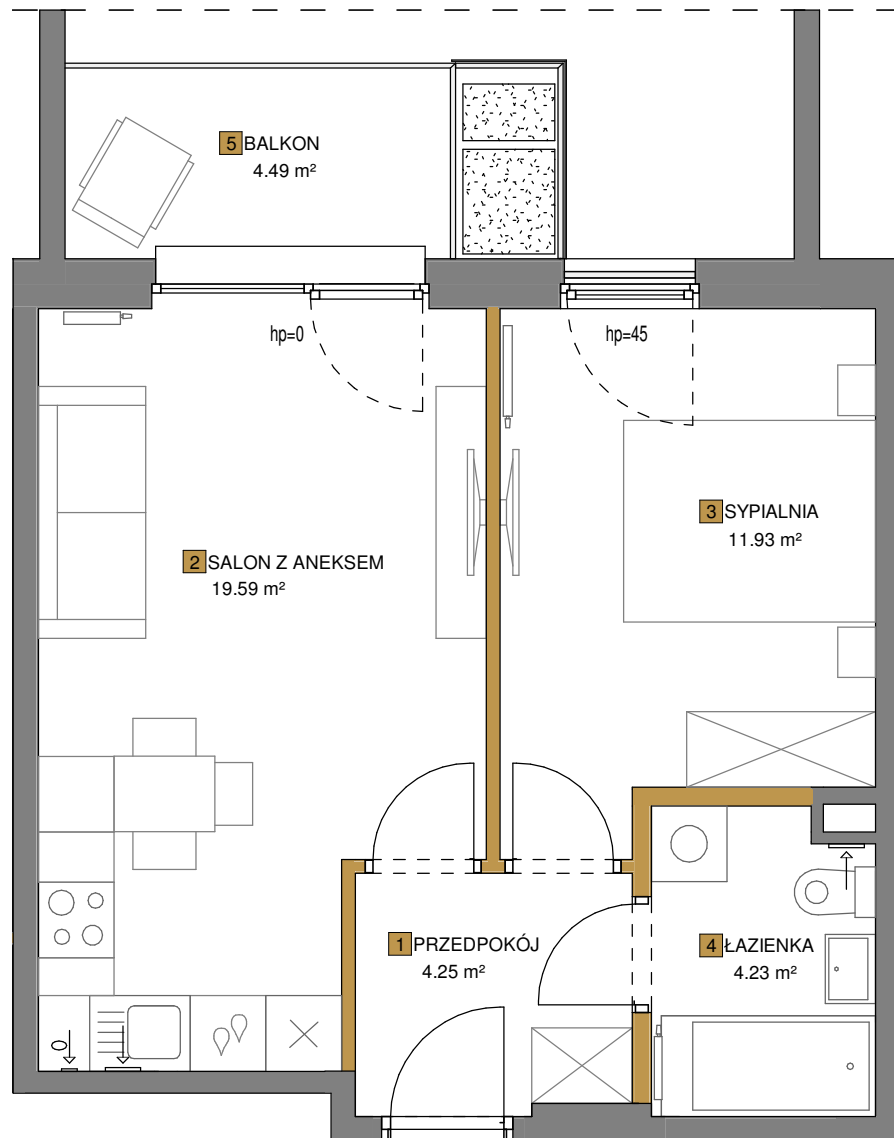 5 BALKON
4.49 m²
hp=0
hp=45
3 SYPIALNIA
11.93 m²
2 SALON Z ANEKSEM
19.59 m²
1 PRZEDPOKÓJ
4.25 m²
4 ŁAZIENKA
4.23 m²